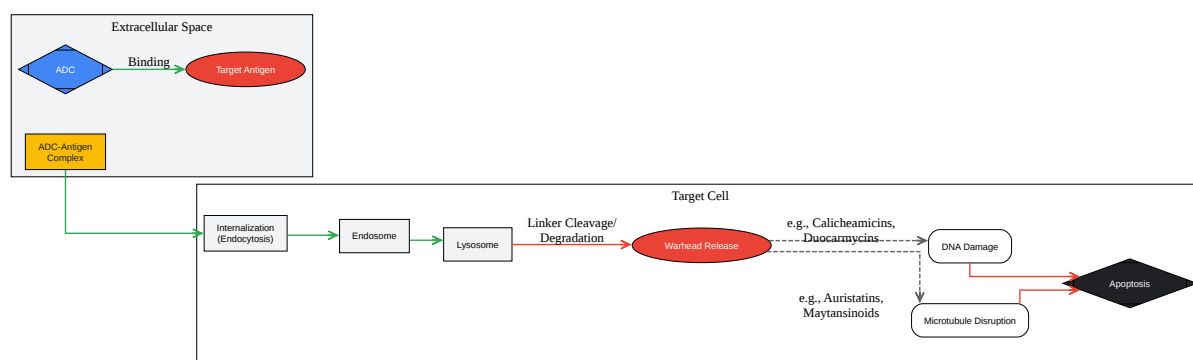 Extracellular Space
ADC
Binding
Target Antigen
ADC-Antigen
Complex
Target Cell
Internalization
(Endocytosis)
Endosome
Lysosome
Linker Cleavage/
Degradation
Warhead Release
e.g., Calicheamicins,
Duocarmycins
DNA Damage
e.g., Auristatins,
Maytansinoids
Microtubule Disruption
Apoptosis